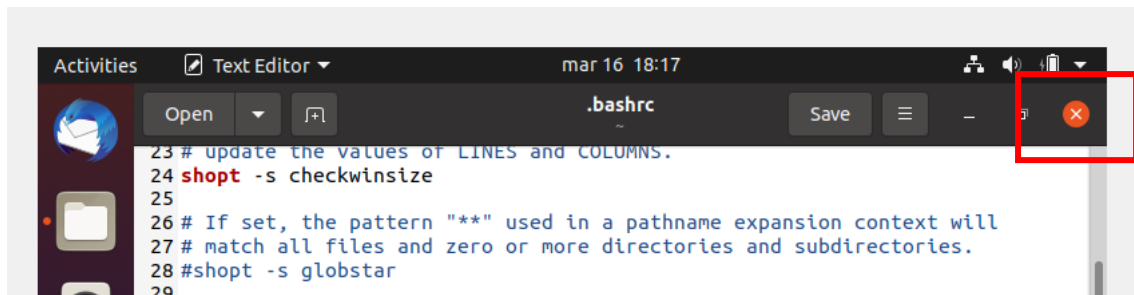 Activities Text Editor mar 16 18:17
Open .bashrc Save
~
23 # update the values of LINES and COLUMNS.
24 shopt -s checkwinsize
25
26 # If set, the pattern "**" used in a pathname expansion context will
27 # match all files and zero or more directories and subdirectories.
28 #shopt -s globstar
29